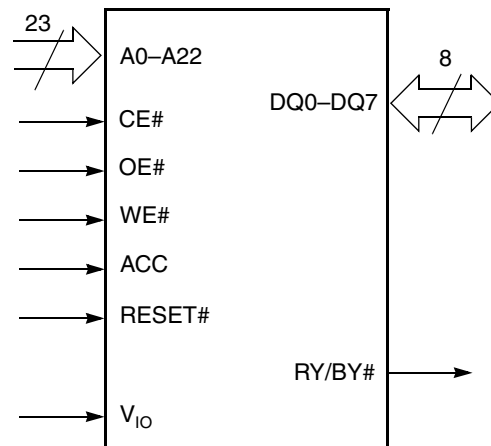 23
A0–A22
8
DQ0–DQ7
CE#
OE#
WE#
ACC
RESET#
RY/BY#
VIO